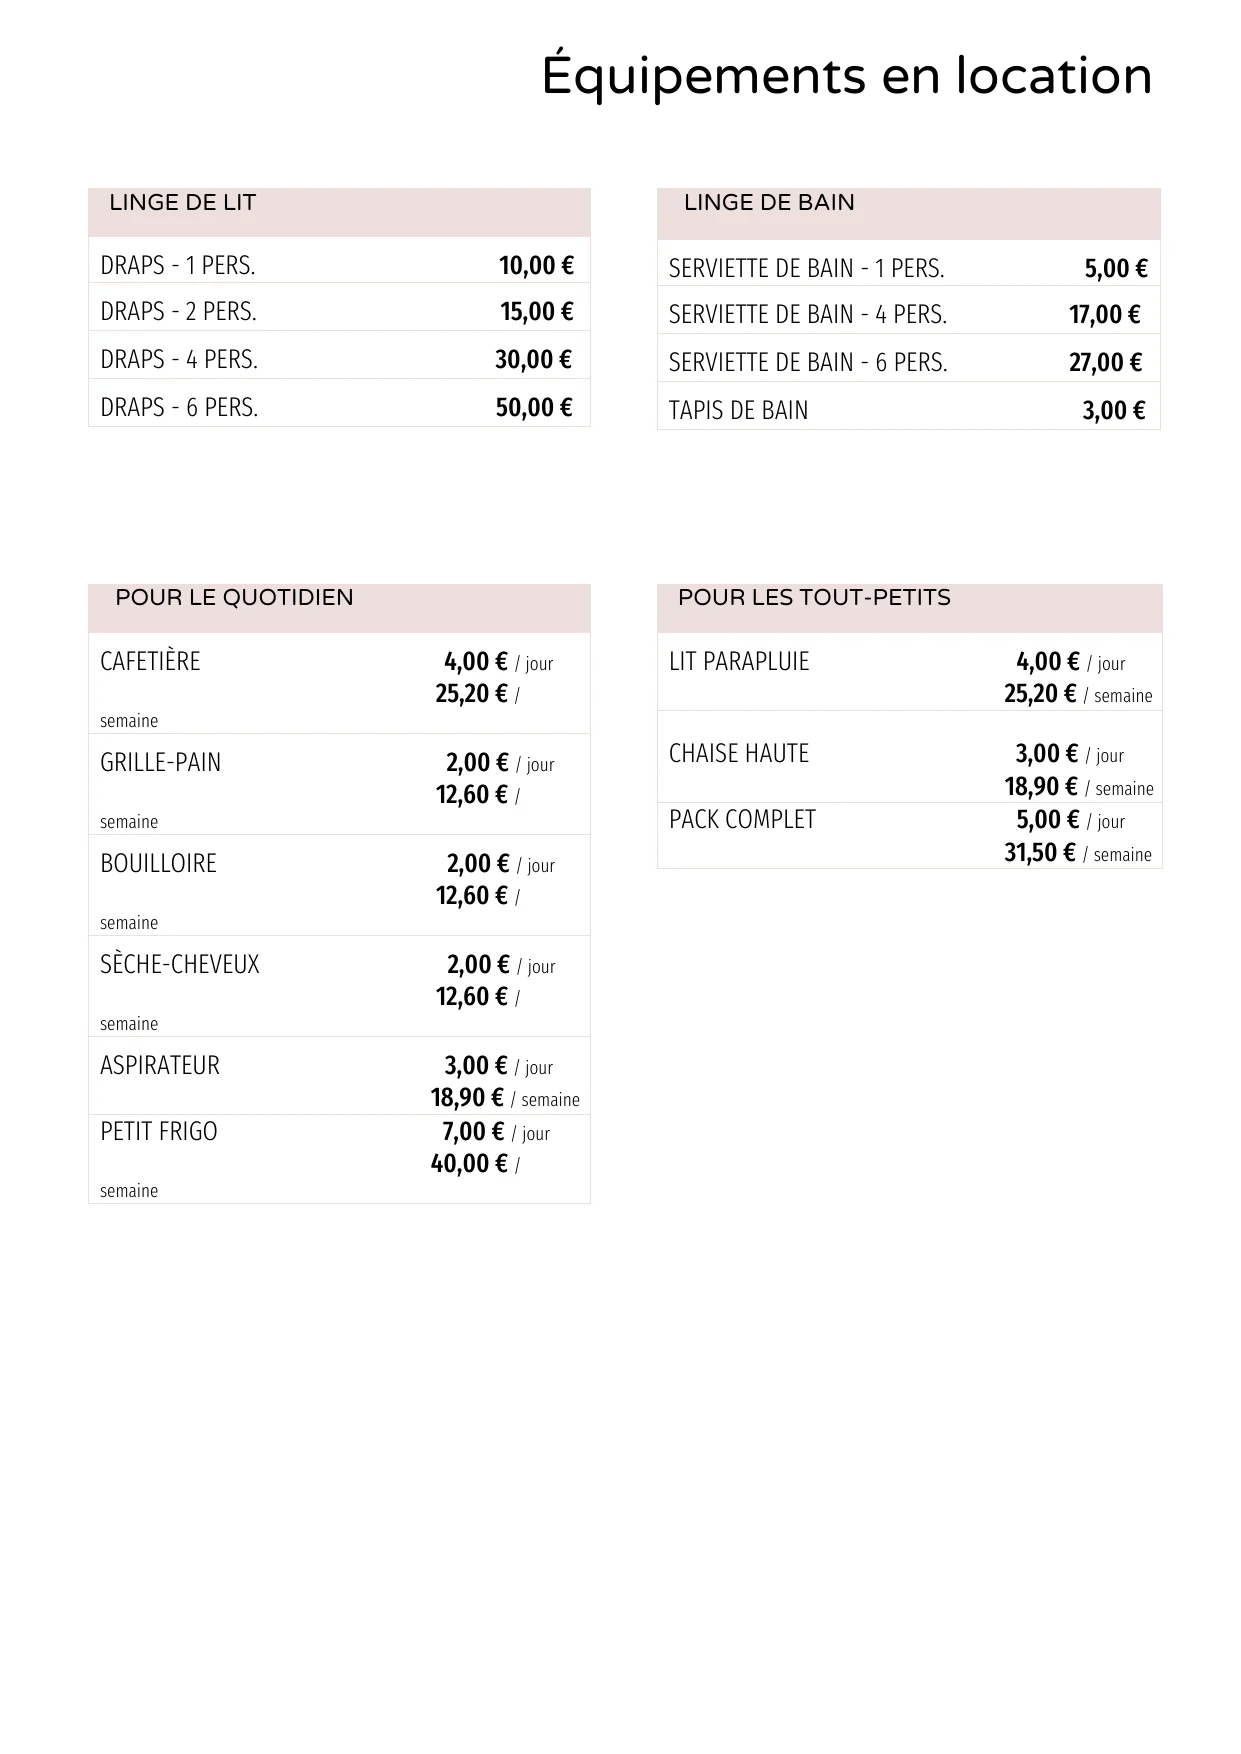 Équipements en location
LINGE DE LIT
DRAPS - 1 PERS. 10,00 €
DRAPS - 2 PERS. 15,00 €
DRAPS - 4 PERS. 30,00 €
DRAPS - 6 PERS. 50,00 €
LINGE DE BAIN
SERVIETTE DE BAIN - 1 PERS. 5,00 €
SERVIETTE DE BAIN - 4 PERS. 17,00 €
SERVIETTE DE BAIN - 6 PERS. 27,00 €
TAPIS DE BAIN 3,00 €
POUR LE QUOTIDIEN
CAFETIÈRE 4,00 € / jour
25,20 € /
semaine
GRILLE-PAIN 2,00 € / jour
12,60 € /
semaine
BOUILLOIRE 2,00 € / jour
12,60 € /
semaine
SÈCHE-CHEVEUX 2,00 € / jour
12,60 € /
semaine
ASPIRATEUR 3,00 € / jour
18,90 € / semaine
PETIT FRIGO 7,00 € / jour
40,00 € /
semaine
POUR LES TOUT-PETITS
LIT PARAPLUIE 4,00 € / jour
25,20 € / semaine
CHAISE HAUTE 3,00 € / jour
18,90 € / semaine
PACK COMPLET 5,00 € / jour
31,50 € / semaine